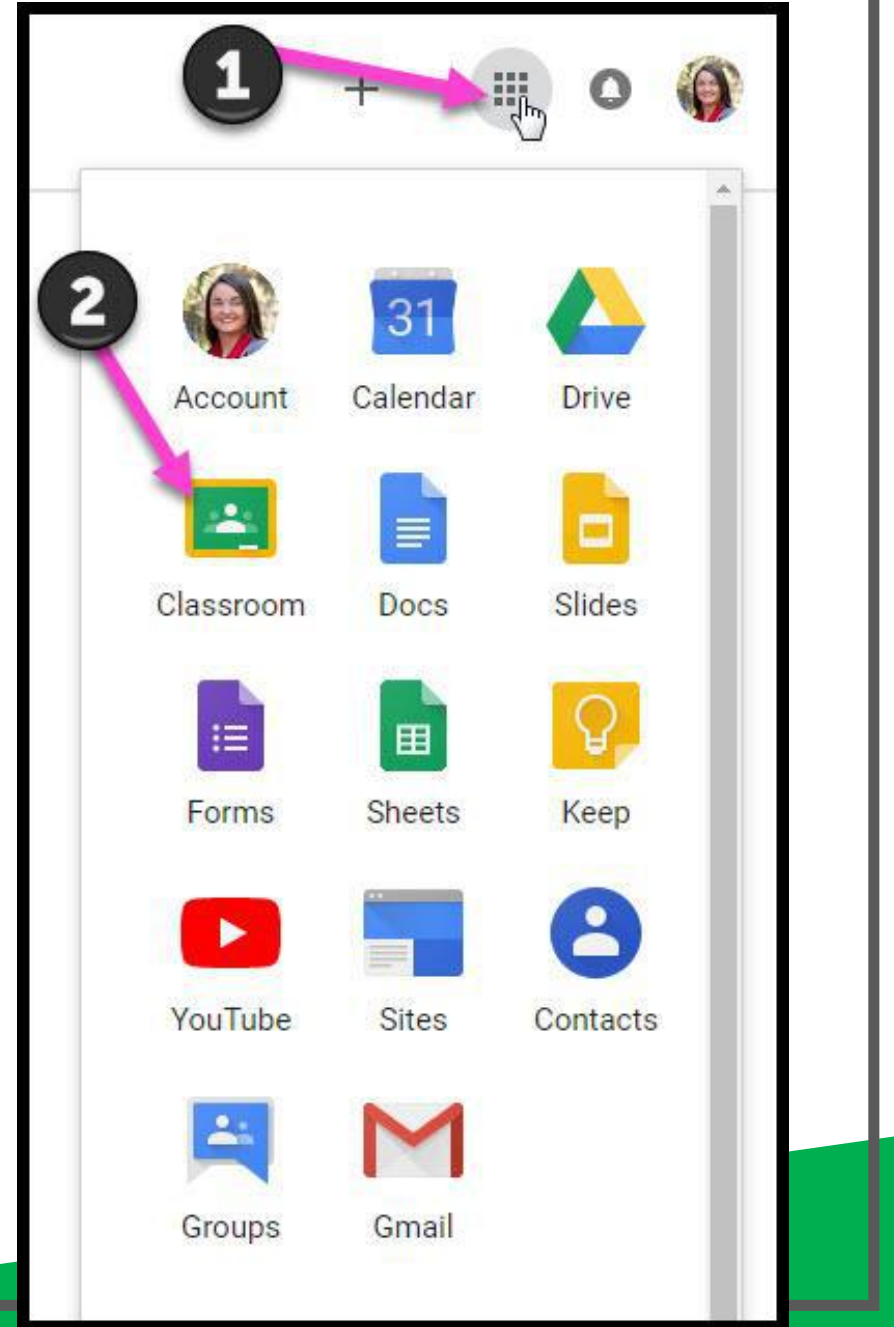 1
2
31
Account Calendar Drive
Classroom Docs Slides
Forms Sheets Keep
YouTube Sites Contacts
Groups Gmail